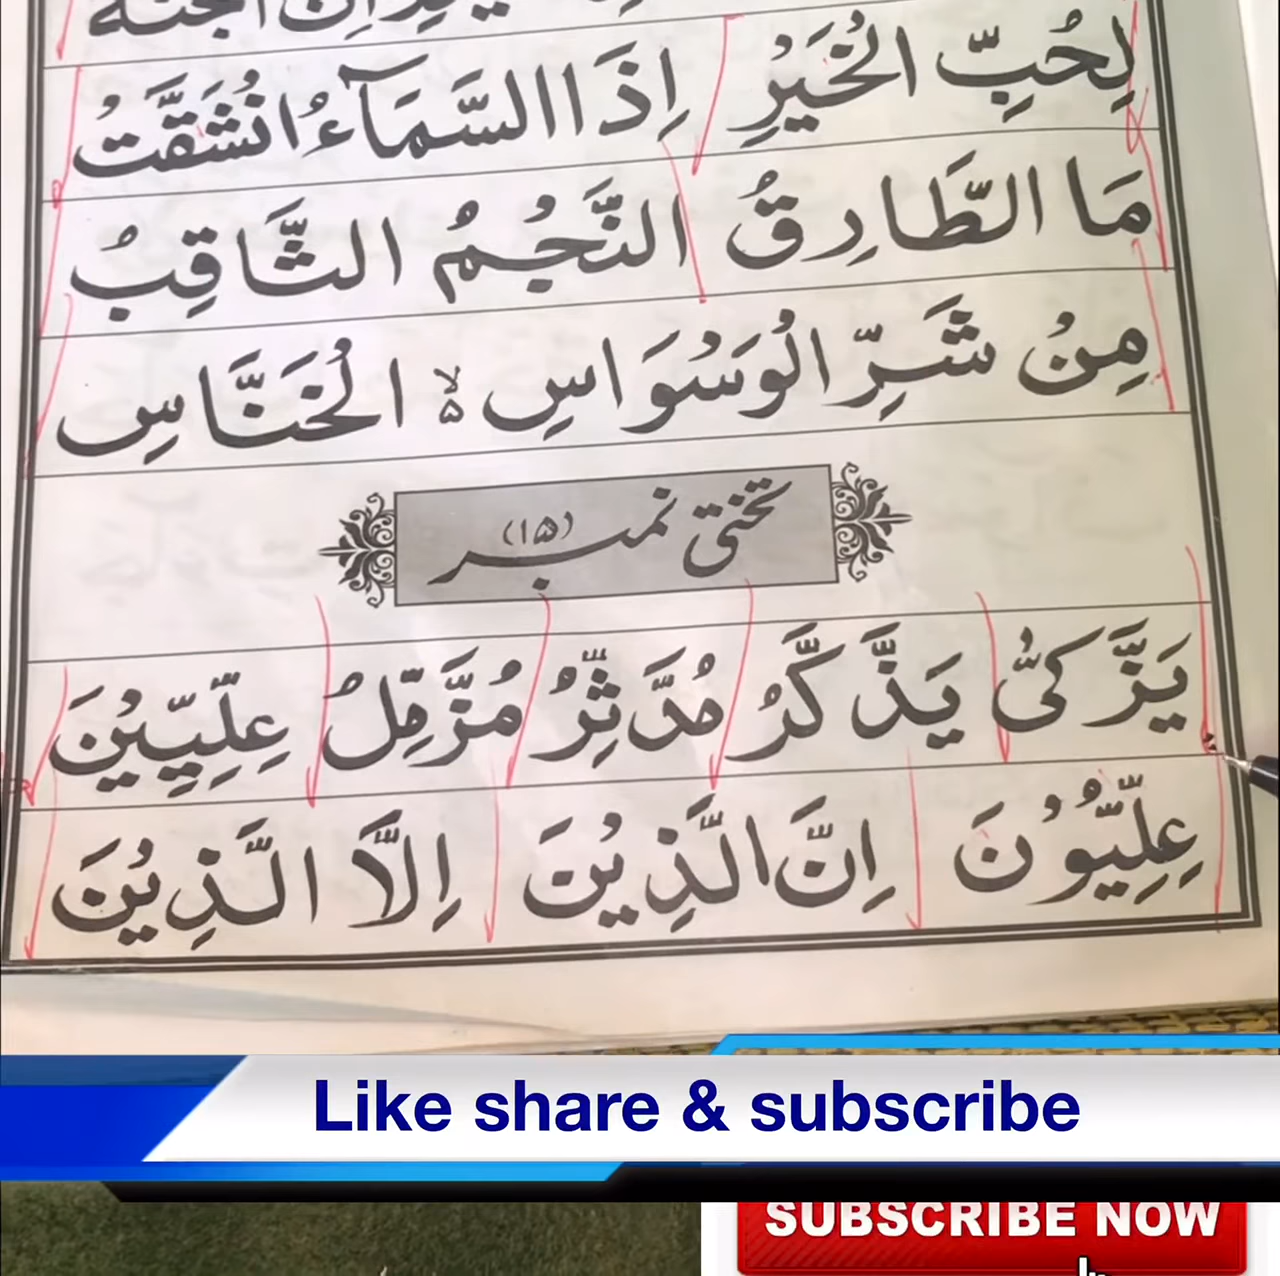 لِحُبِّ الْخَيْرِ اِذَا السَّمَآءُ انْشَقَّتْ
مَا الطَّارِقُ النَّجْمُ الثَّاقِبُ
مِنْ شَرِّ الْوَسْوَاسِ ۵ۙ الْخَنَّاسِ
تختی نمبر (۱۵)
يَزَّكّٰى يَذَّكَّرُ مُدَّثِّرُ مُزَّمِّلُ عِلِّيِّيْنَ
عِلِّيُّوْنَ اِنَّ الَّذِيْنَ اِلَّا الَّذِيْنَ
Like share & subscribe
SUBSCRIBE NOW